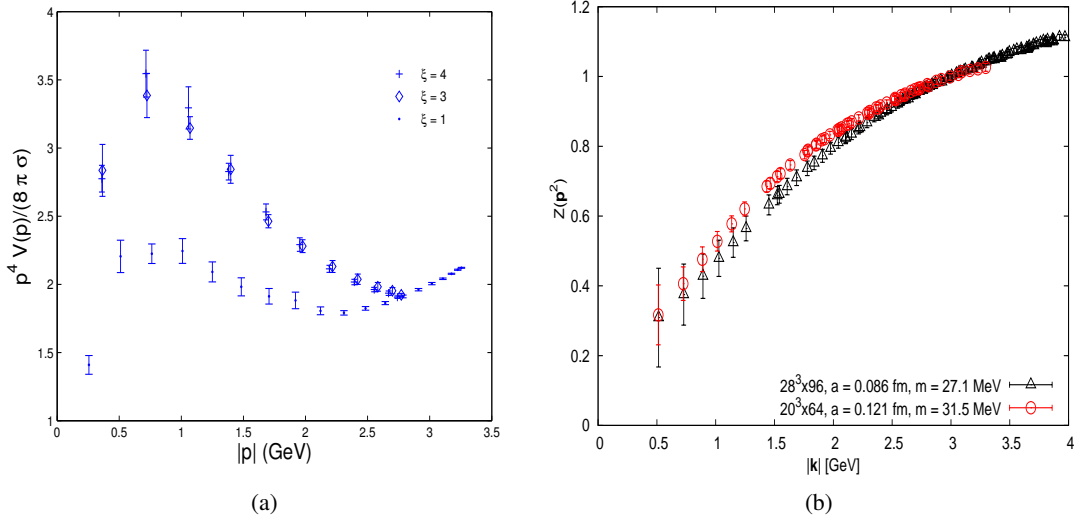 p⁴ V(p)/(8 π σ)
4
3.5
3
2.5
2
1.5
1
ξ = 4
ξ = 3
ξ = 1
0 0.5 1 1.5 2 2.5 3 3.5
|p| (GeV)
(a)
Z(p²)
1.2
1
0.8
0.6
0.4
0.2
0
28³x96, a = 0.086 fm, m = 27.1 MeV
20³x64, a = 0.121 fm, m = 31.5 MeV
0 0.5 1 1.5 2 2.5 3 3.5 4
|k| [GeV]
(b)